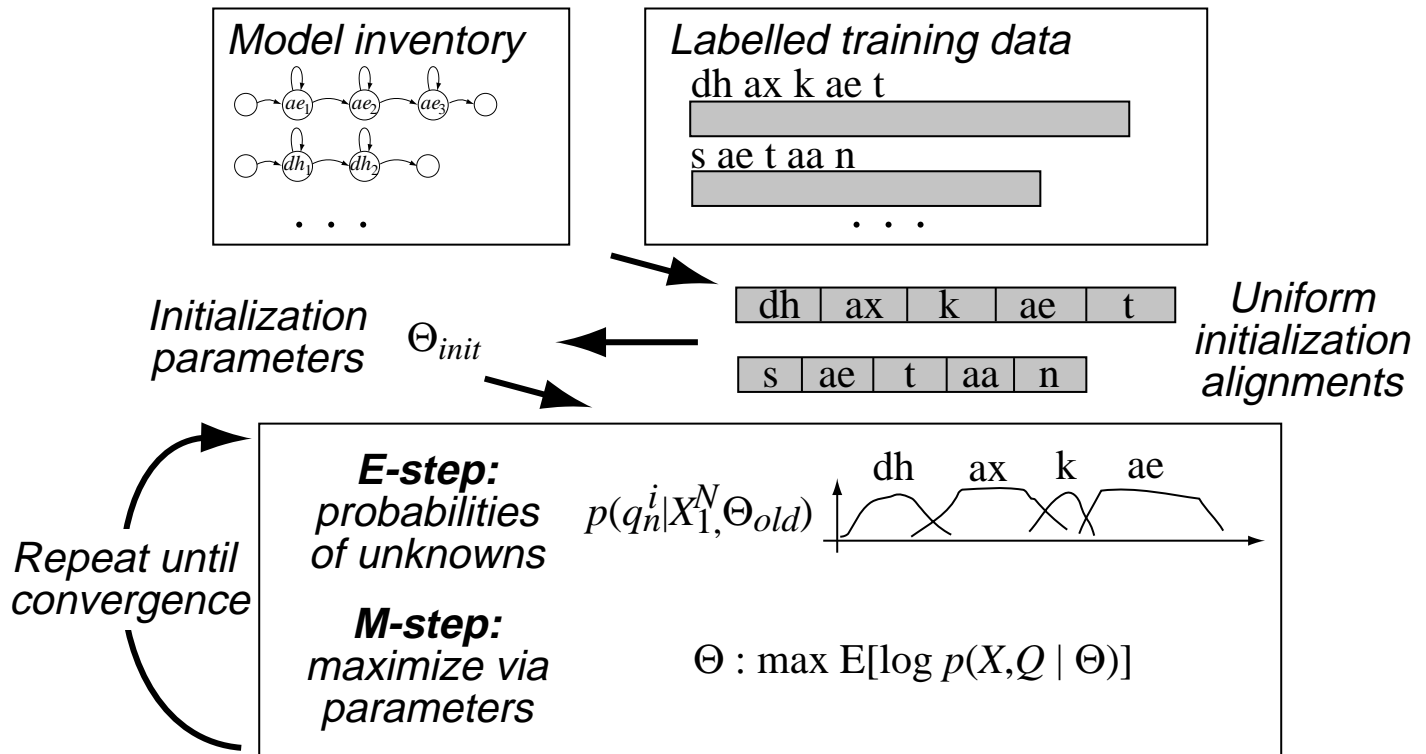 Model inventory
ae1 ae2 ae3
dh1 dh2
. . .
Labelled training data
dh ax k ae t
s ae t aa n
. . .
dh ax k ae t
s ae t aa n
Uniform
initialization
alignments
Initialization
parameters
Θinit
Repeat until
convergence
E-step:
probabilities
of unknowns
p(q_n^i|X_1^N,Θold)
dh ax k ae
M-step:
maximize via
parameters
Θ : max E[log p(X,Q | Θ)]